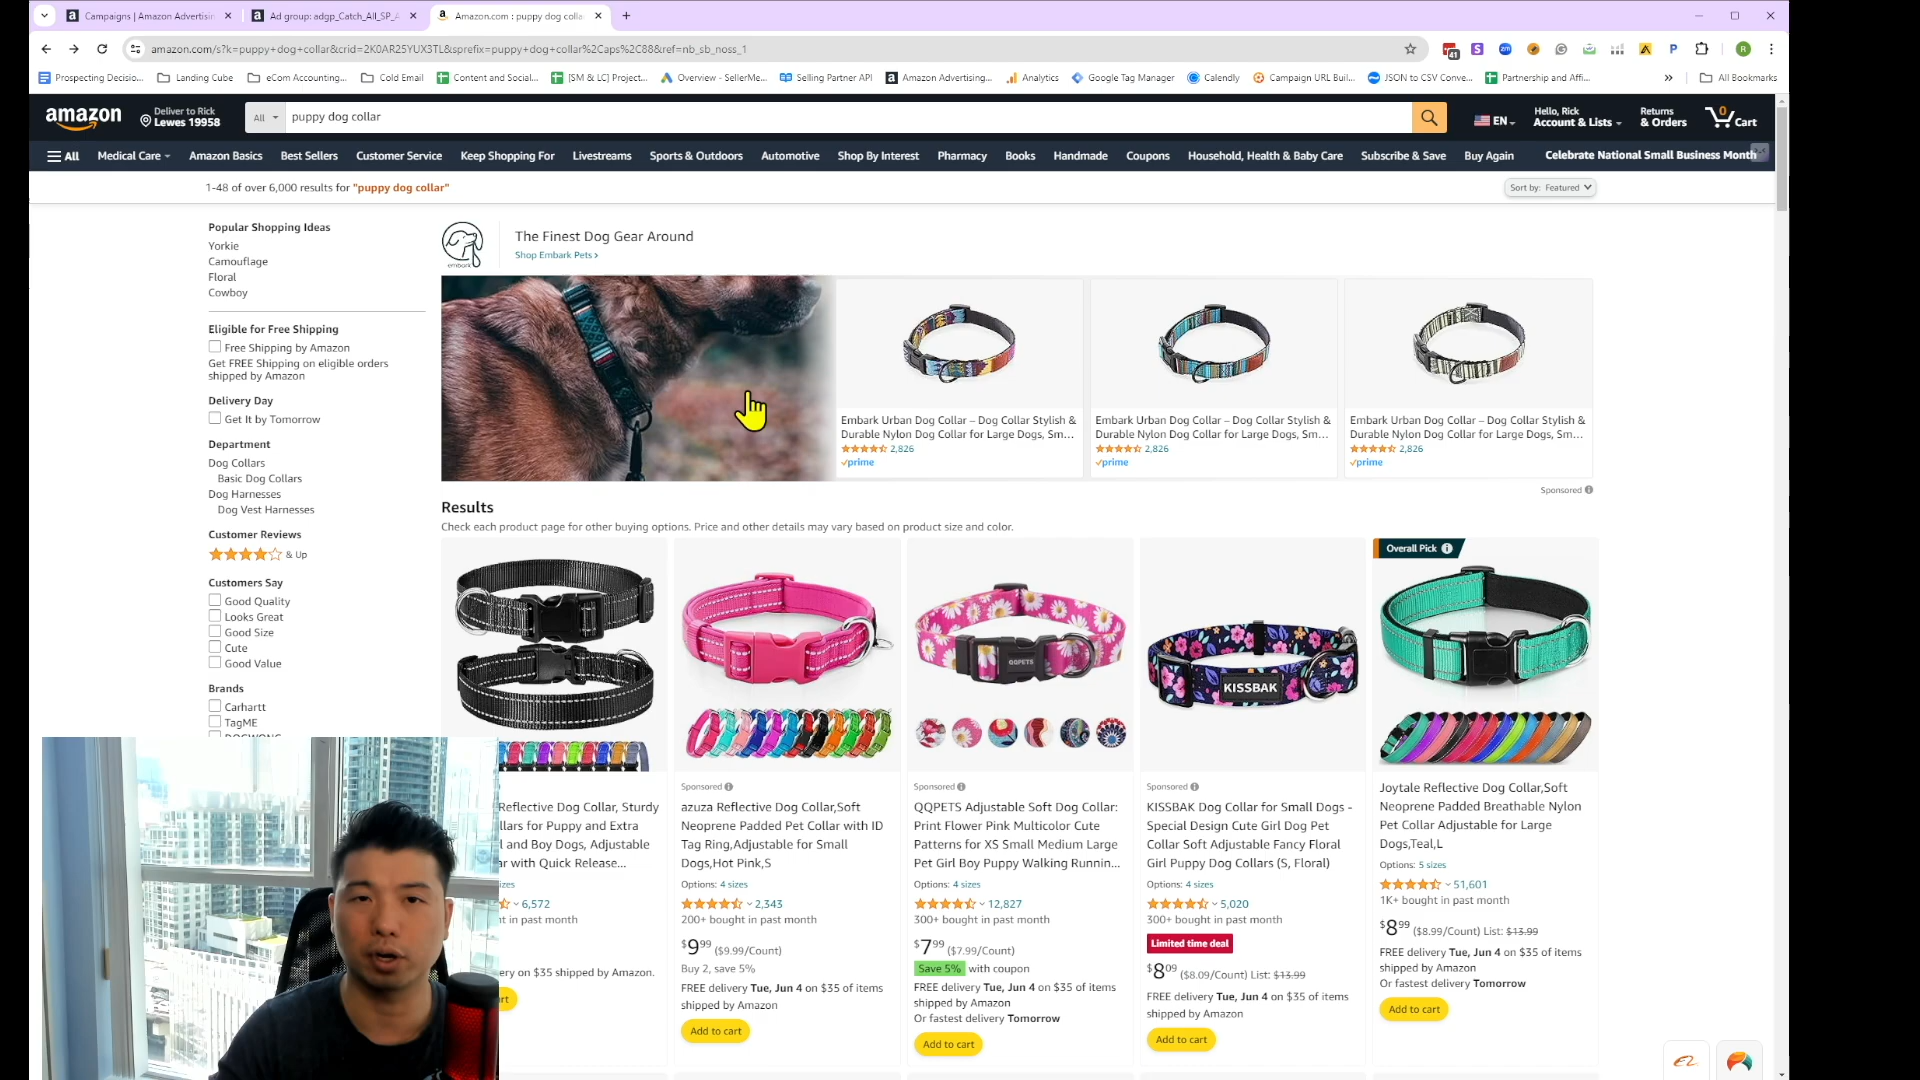 Campaigns | Amazon Advertisin
Ad group: adgp_Catch_All_SP_A
Amazon.com : puppy dog colla
amazon.com/s?k=puppy+dog+collar&crid=2K0AR25YUX3TL&sprefix=puppy+dog+collar%2Caps%2C88&ref=nb_sb_noss_1
41
R
Prospecting Decisio...
Landing Cube
eCom Accounting...
Cold Email
Content and Social...
[SM & LC] Project...
Overview - SellerMe...
Selling Partner API
Amazon Advertising...
Analytics
Google Tag Manager
Calendly
Campaign URL Buil...
JSON to CSV Conve...
Partnership and Affi...
All Bookmarks
amazon
Deliver to Rick
Lewes 19958
All
puppy dog collar
EN
Hello, Rick
Account & Lists
Returns
& Orders
0
Cart
All
Medical Care
Amazon Basics
Best Sellers
Customer Service
Keep Shopping For
Livestreams
Sports & Outdoors
Automotive
Shop By Interest
Pharmacy
Books
Handmade
Coupons
Household, Health & Baby Care
Subscribe & Save
Buy Again
Celebrate National Small Business Month
1-48 of over 6,000 results for "puppy dog collar"
Sort by: Featured
Popular Shopping Ideas
Yorkie
Camouflage
Floral
Cowboy
Eligible for Free Shipping
Free Shipping by Amazon
Get FREE Shipping on eligible orders
shipped by Amazon
Delivery Day
Get It by Tomorrow
Department
Dog Collars
Basic Dog Collars
Dog Harnesses
Dog Vest Harnesses
Customer Reviews
& Up
Customers Say
Good Quality
Looks Great
Good Size
Cute
Good Value
Brands
Carhartt
TagME
embark
The Finest Dog Gear Around
Shop Embark Pets ›
Embark Urban Dog Collar – Dog Collar Stylish &
Durable Nylon Dog Collar for Large Dogs, Sm...
2,826
prime
Embark Urban Dog Collar – Dog Collar Stylish &
Durable Nylon Dog Collar for Large Dogs, Sm...
2,826
prime
Embark Urban Dog Collar – Dog Collar Stylish &
Durable Nylon Dog Collar for Large Dogs, Sm...
2,826
prime
Sponsored
Results
Check each product page for other buying options. Price and other details may vary based on product size and color.
Reflective Dog Collar, Sturdy
llars for Puppy and Extra
l and Boy Dogs, Adjustable
ar with Quick Release...
izes
6,572
t in past month
ery on $35 shipped by Amazon.
rt
Sponsored
azuza Reflective Dog Collar,Soft
Neoprene Padded Pet Collar with ID
Tag Ring,Adjustable for Small
Dogs,Hot Pink,S
Options: 4 sizes
2,343
200+ bought in past month
$9 99 ($9.99/Count)
Buy 2, save 5%
FREE delivery Tue, Jun 4 on $35 of items
shipped by Amazon
Add to cart
QQPETS
Sponsored
QQPETS Adjustable Soft Dog Collar:
Print Flower Pink Multicolor Cute
Patterns for XS Small Medium Large
Pet Girl Boy Puppy Walking Runnin...
Options: 4 sizes
12,827
300+ bought in past month
$7 99 ($7.99/Count)
Save 5% with coupon
FREE delivery Tue, Jun 4 on $35 of items
shipped by Amazon
Or fastest delivery Tomorrow
Add to cart
KISSBAK
Sponsored
KISSBAK Dog Collar for Small Dogs -
Special Design Cute Girl Dog Pet
Collar Soft Adjustable Fancy Floral
Girl Puppy Dog Collars (S, Floral)
Options: 4 sizes
5,020
300+ bought in past month
Limited time deal
$8 09 ($8.09/Count) List: $13.99
FREE delivery Tue, Jun 4 on $35 of items
shipped by Amazon
Add to cart
Overall Pick
Joytale Reflective Dog Collar,Soft
Neoprene Padded Breathable Nylon
Pet Collar Adjustable for Large
Dogs,Teal,L
Options: 5 sizes
51,601
1K+ bought in past month
$8 99 ($8.99/Count) List: $13.99
FREE delivery Tue, Jun 4 on $35 of items
shipped by Amazon
Or fastest delivery Tomorrow
Add to cart